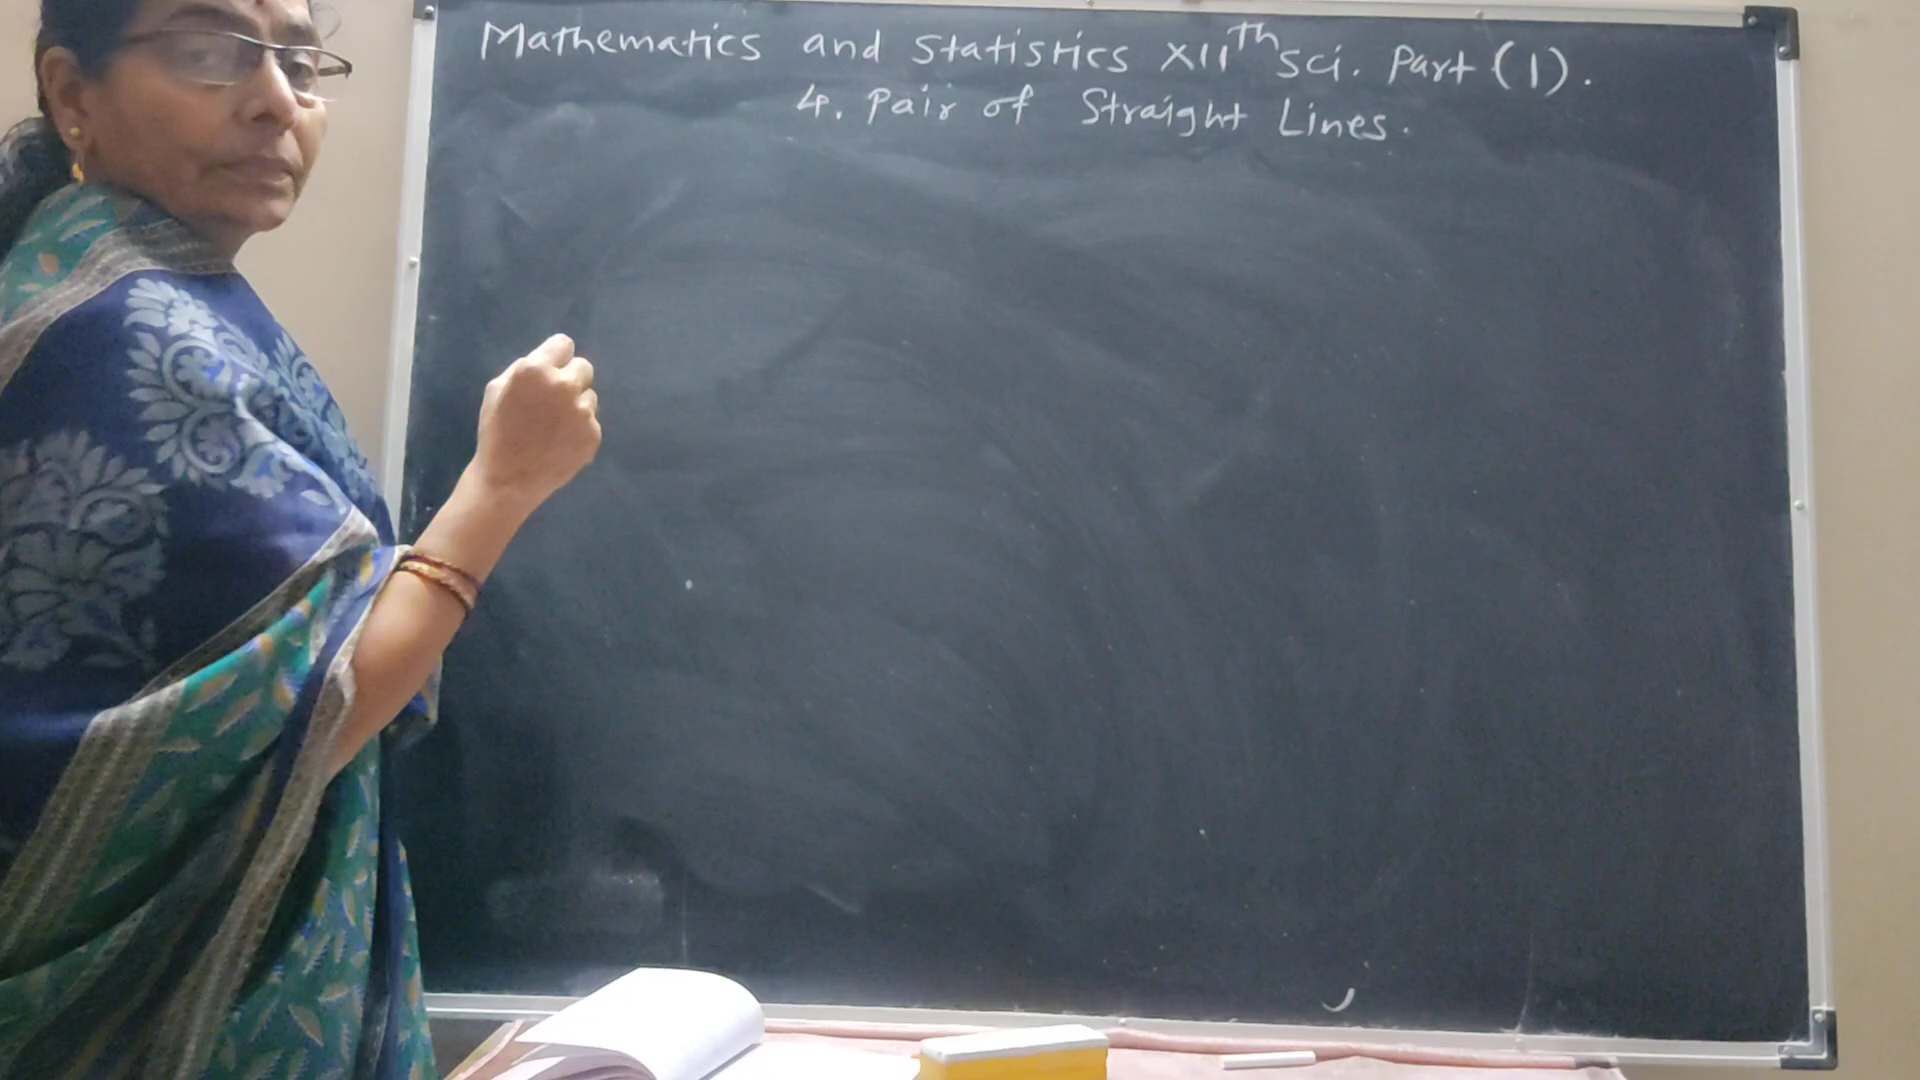 Mathematics and Statistics XIIth Sci. Part (1).
4. Pair of Straight Lines.